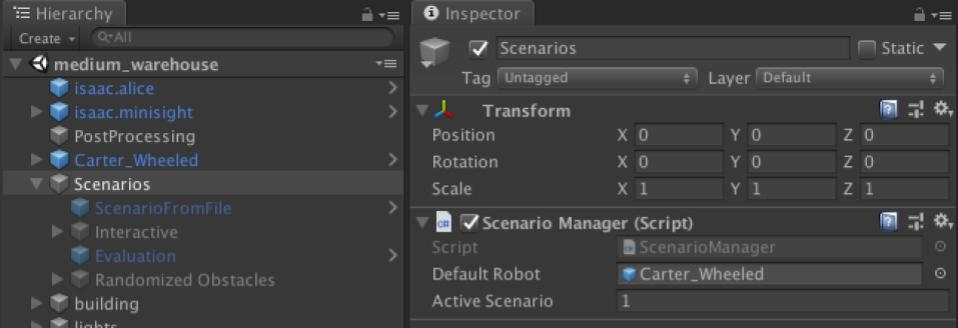 Hierarchy
Create
All
medium_warehouse
isaac.alice
isaac.minisight
PostProcessing
Carter_Wheeled
Scenarios
ScenarioFromFile
Interactive
Evaluation
Randomized Obstacles
building
lights
Inspector
Scenarios
Static
Tag Untagged Layer Default
Transform
Position X 0 Y 0 Z 0
Rotation X 0 Y 0 Z 0
Scale X 1 Y 1 Z 1
Scenario Manager (Script)
Script ScenarioManager
Default Robot Carter_Wheeled
Active Scenario 1